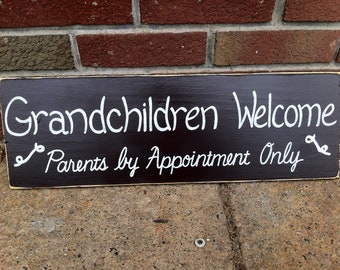 Grandchildren Welcome
Parents by Appointment Only